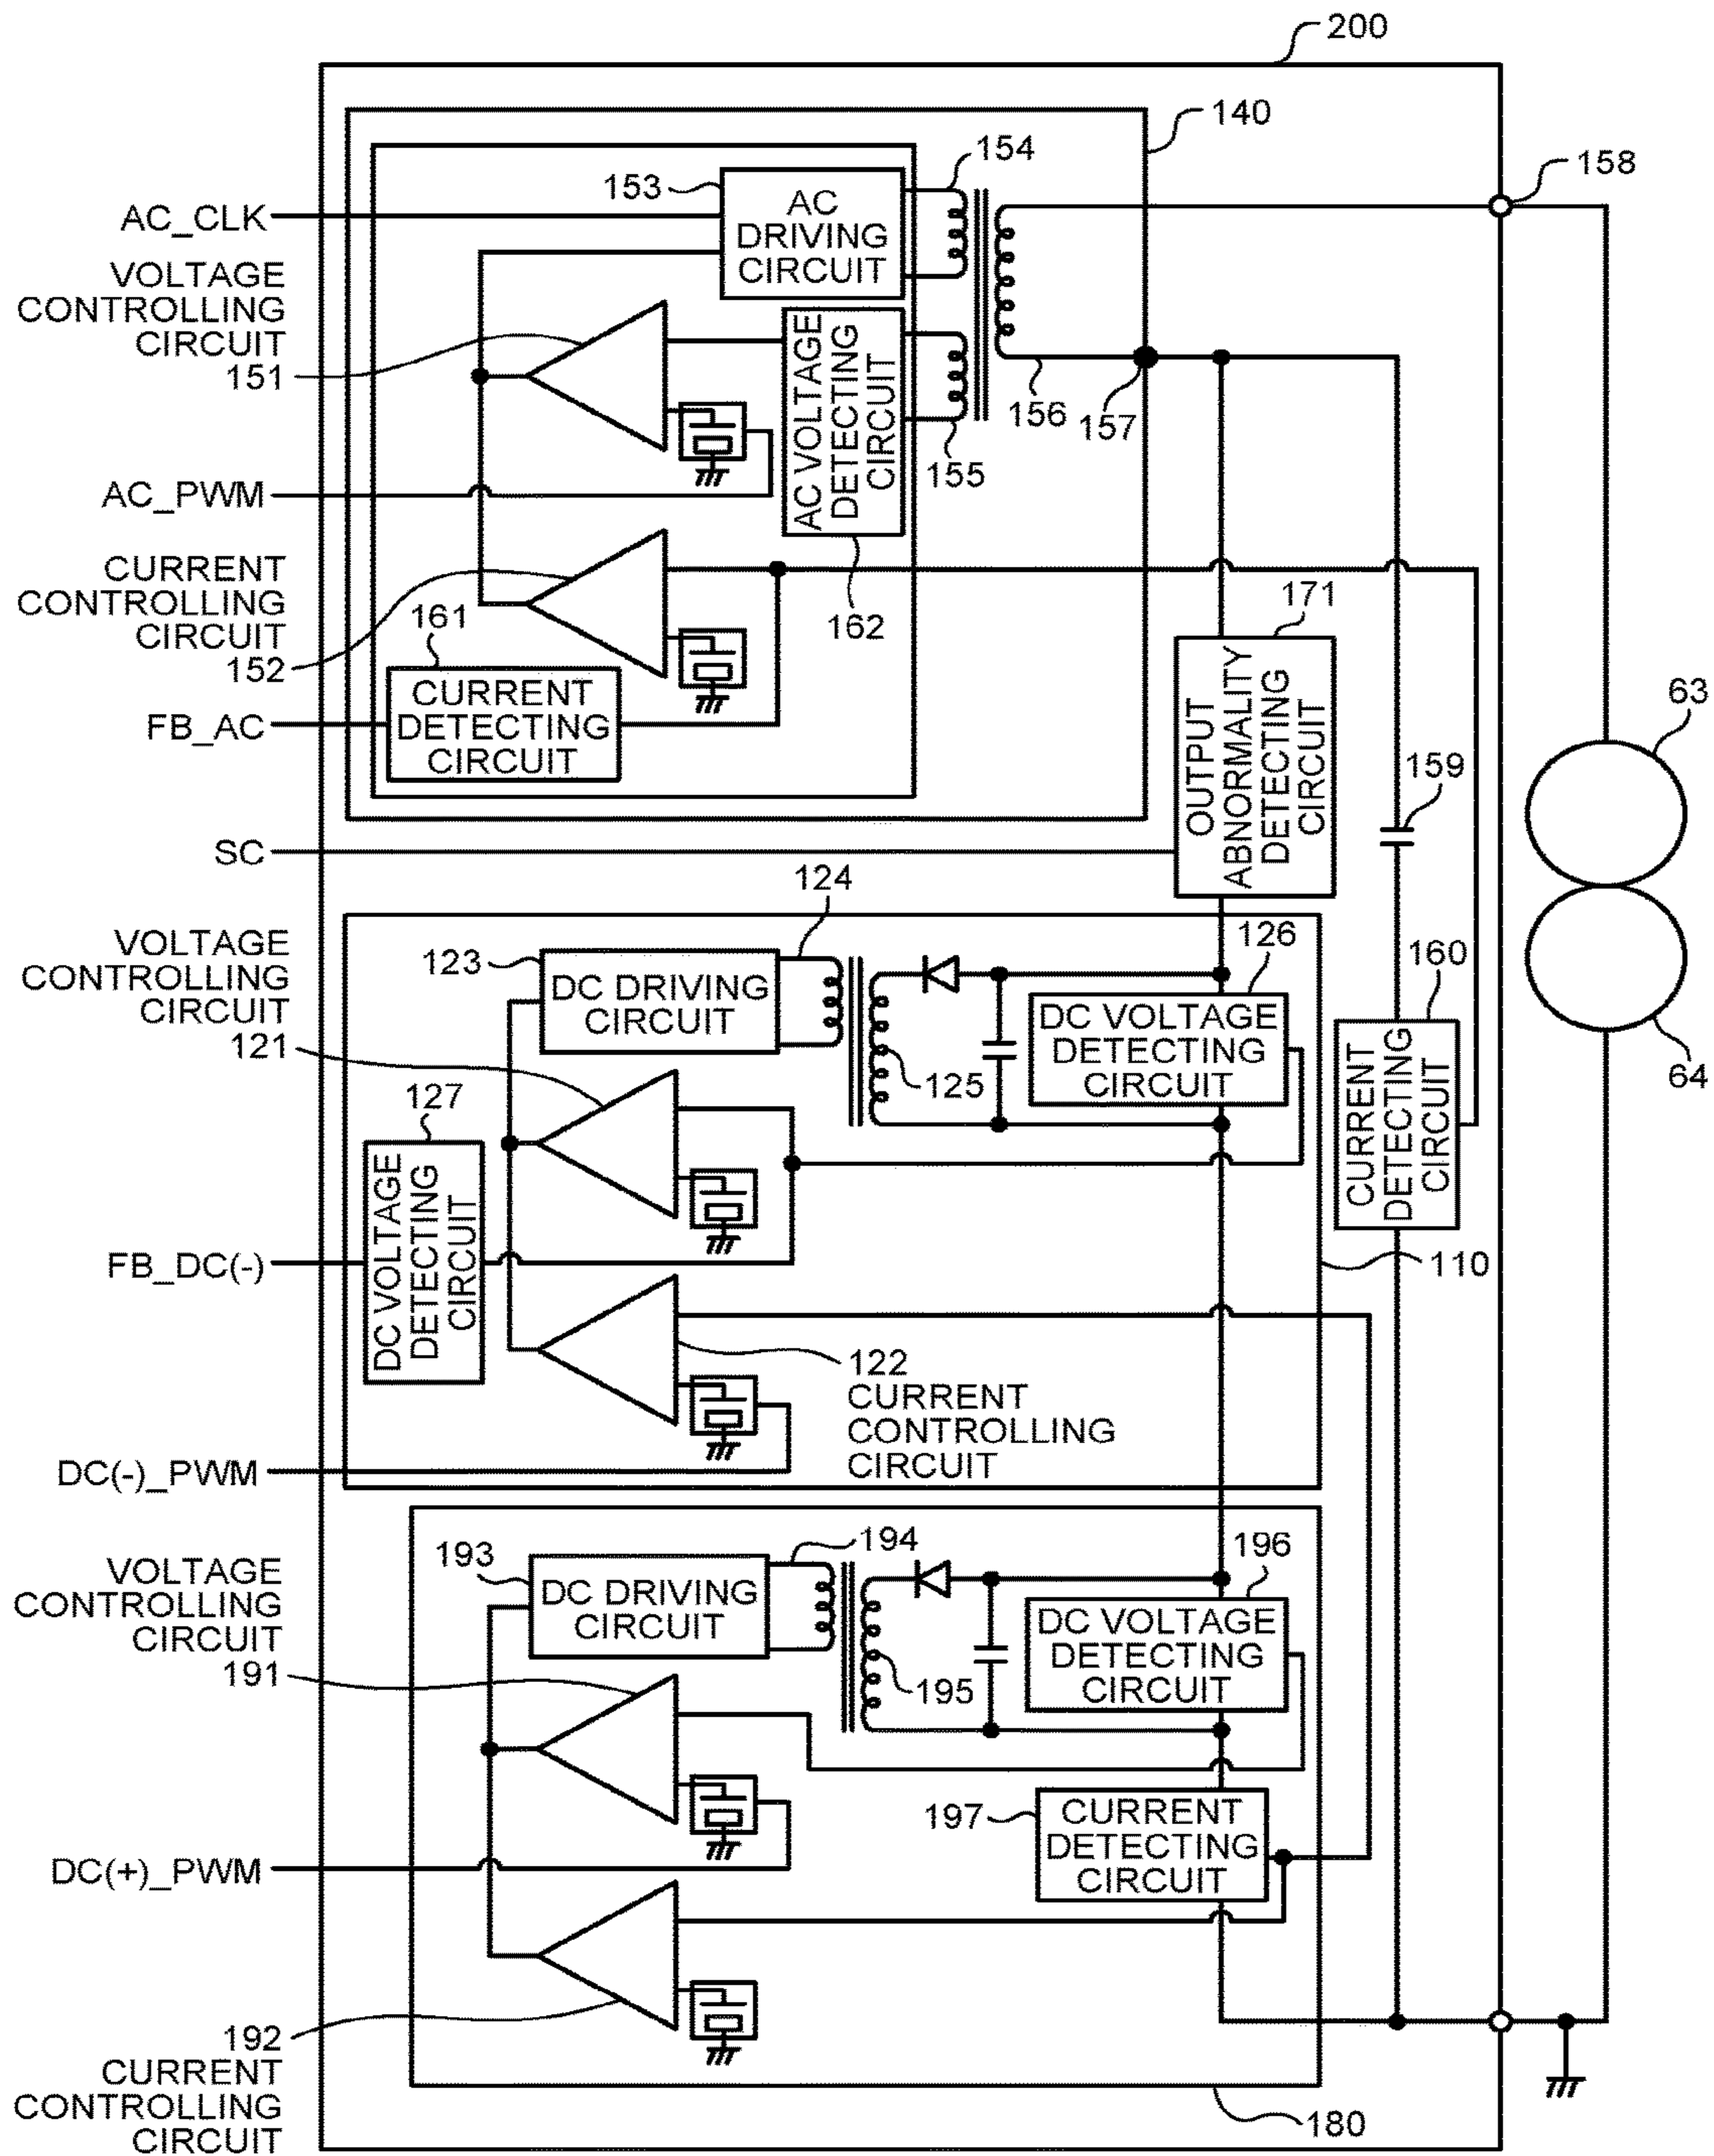 200
140
154
158
153
AC
DRIVING
CIRCUIT
AC_CLK
VOLTAGE
CONTROLLING
CIRCUIT
151
AC VOLTAGE
DETECTING
CIRCUIT
156
157
155
AC_PWM
CURRENT
CONTROLLING
CIRCUIT
152
161
162
171
CURRENT
DETECTING
CIRCUIT
FB_AC
OUTPUT
ABNORMALITY
DETECTING
CIRCUIT
63
159
SC
124
VOLTAGE
CONTROLLING
CIRCUIT
121
123
DC DRIVING
CIRCUIT
126
160
DC VOLTAGE
DETECTING
CIRCUIT
125
64
127
DC VOLTAGE
DETECTING
CIRCUIT
CURRENT
DETECTING
CIRCUIT
FB_DC(-)
110
122
CURRENT
CONTROLLING
CIRCUIT
DC(-)_PWM
193
194
196
VOLTAGE
CONTROLLING
CIRCUIT
191
DC DRIVING
CIRCUIT
DC VOLTAGE
DETECTING
CIRCUIT
195
197
CURRENT
DETECTING
CIRCUIT
DC(+)_PWM
192
CURRENT
CONTROLLING
CIRCUIT
180